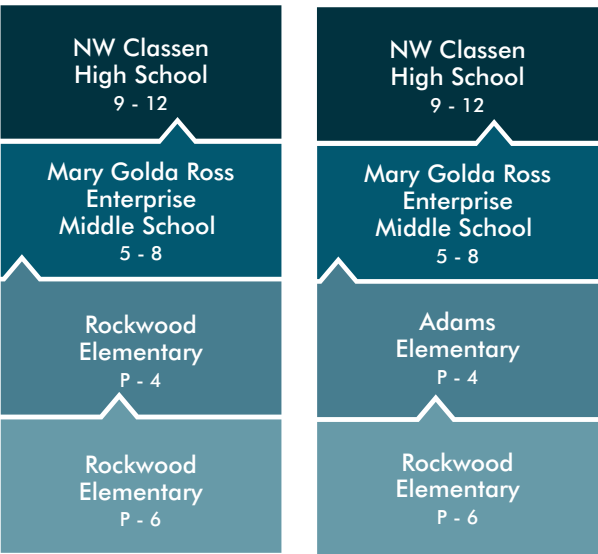 NW Classen
High School
9 - 12
Mary Golda Ross
Enterprise
Middle School
5 - 8
Rockwood
Elementary
P - 4
Rockwood
Elementary
P - 6
NW Classen
High School
9 - 12
Mary Golda Ross
Enterprise
Middle School
5 - 8
Adams
Elementary
P - 4
Rockwood
Elementary
P - 6